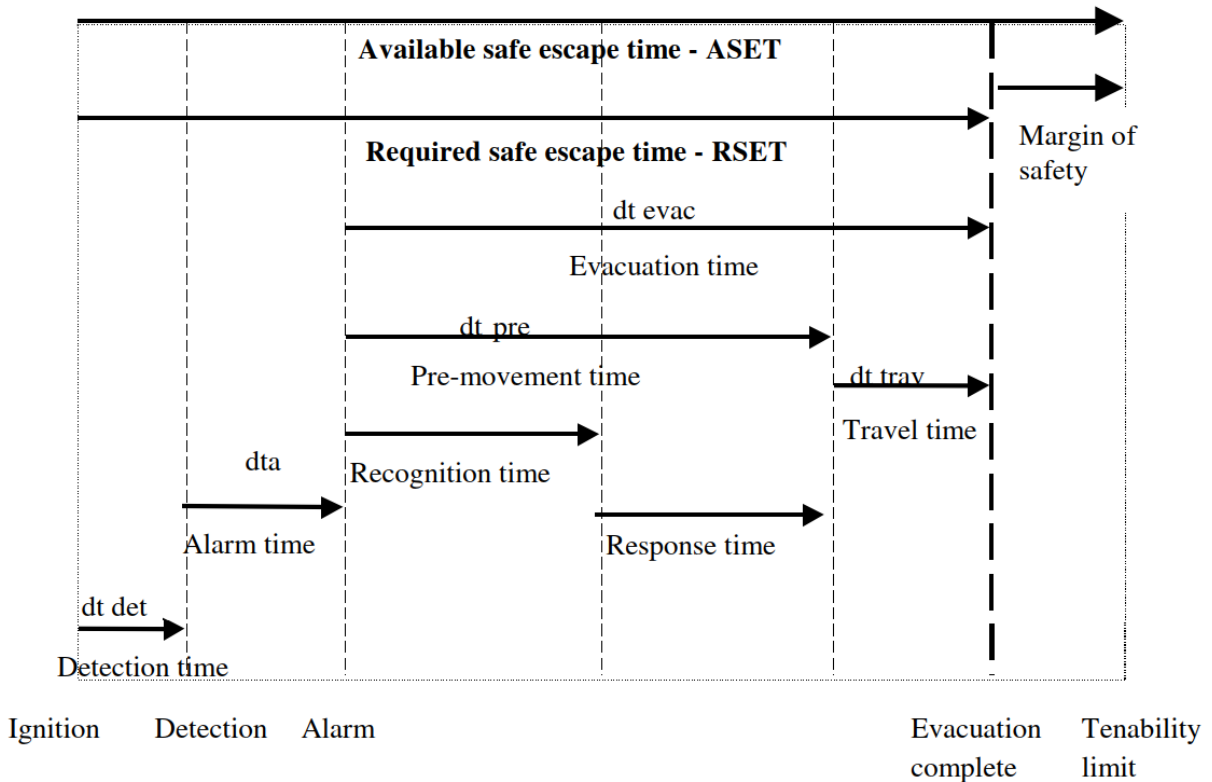 Available safe escape time - ASET
Margin of
safety
Required safe escape time - RSET
dt evac
Evacuation time
dt pre
Pre-movement time
dt trav
Travel time
Recognition time
dta
Alarm time
Response time
dt det
Detection time
Ignition
Detection
Alarm
Evacuation
complete
Tenability
limit